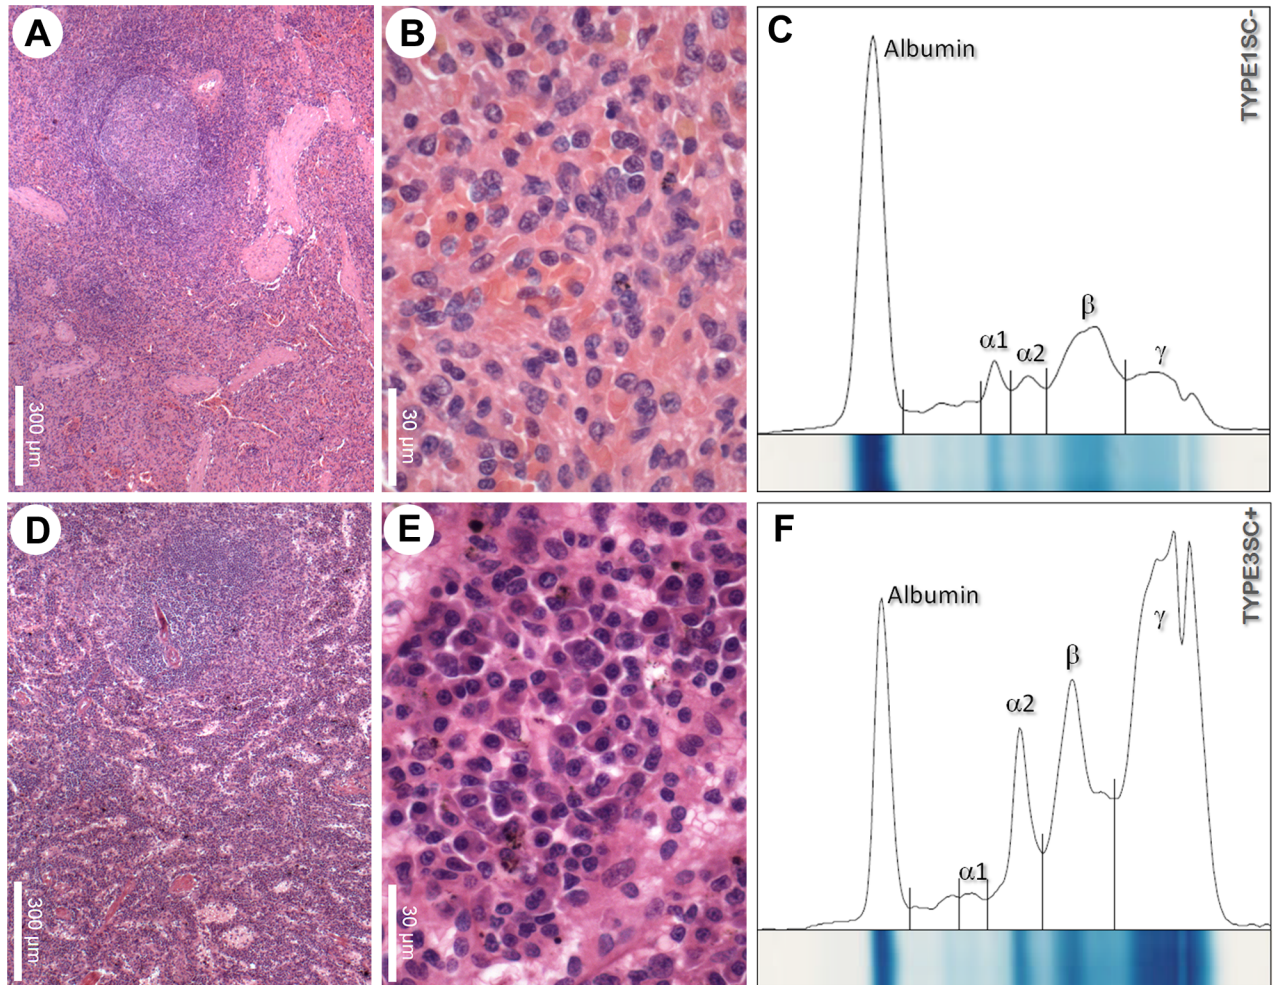 A
300 µm
B
30 µm
C
Albumin
α1
α2
β
γ
TYPE1SC-
D
300 µm
E
30 µm
F
Albumin
α1
α2
β
γ
TYPE3SC+